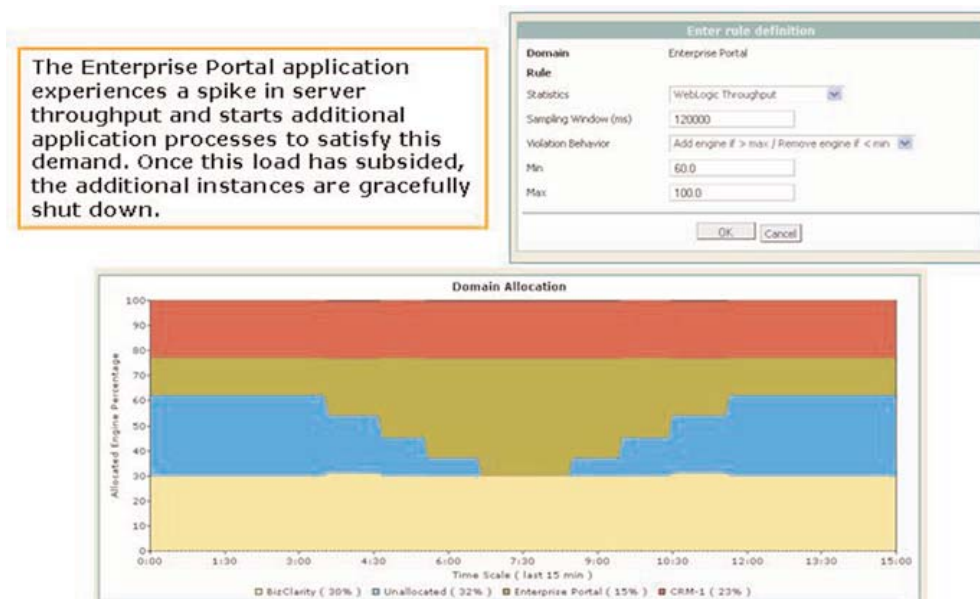 The Enterprise Portal application
experiences a spike in server
throughput and starts additional
application processes to satisfy this
demand. Once this load has subsided,
the additional instances are gracefully
shut down.
Enter rule definition
Domain Enterprise Portal
Rule
Statistics WebLogic Throughput
Sampling Window (ms) 120000
Violation Behavior Add engine if > max / Remove engine if < min
Min 60.0
Max 100.0
OK Cancel
Domain Allocation
Allocated Engine Percentage
100
90
80
70
60
50
40
30
20
10
0
0:00 1:30 3:00 4:30 6:00 7:30 9:00 10:30 12:00 13:30 15:00
Time Scale ( last 15 min )
BizClarity ( 30% ) Unallocated ( 32% ) Enterprise Portal ( 15% ) CRM-1 ( 23% )